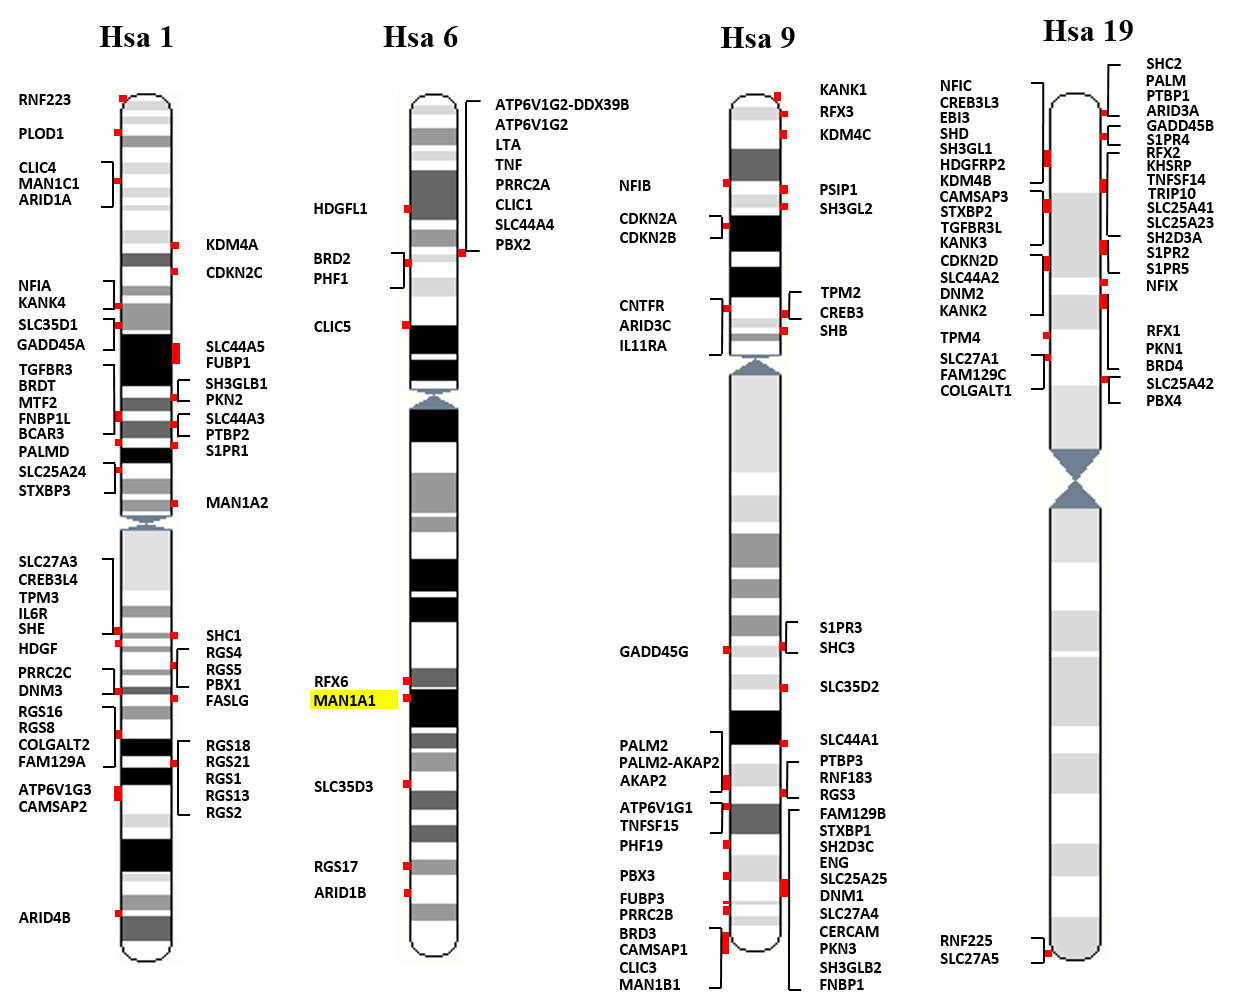 Hsa 1
RNF223
PLOD1
CLIC4
MAN1C1
ARID1A
NFIA
KANK4
SLC35D1
GADD45A
TGFBR3
BRDT
MTF2
FNBP1L
BCAR3
PALMD
SLC25A24
STXBP3
SLC27A3
CREB3L4
TPM3
IL6R
SHE
HDGF
PRRC2C
DNM3
RGS16
RGS8
COLGALT2
FAM129A
ATP6V1G3
CAMSAP2
ARID4B
KDM4A
CDKN2C
SLC44A5
FUBP1
SH3GLB1
PKN2
SLC44A3
PTBP2
S1PR1
MAN1A2
SHC1
RGS4
RGS5
PBX1
FASLG
RGS18
RGS21
RGS1
RGS13
RGS2
Hsa 6
HDGFL1
BRD2
PHF1
CLIC5
RFX6
MAN1A1
SLC35D3
RGS17
ARID1B
ATP6V1G2-DDX39B
ATP6V1G2
LTA
TNF
PRRC2A
CLIC1
SLC44A4
PBX2
Hsa 9
NFIB
CDKN2A
CDKN2B
CNTFR
ARID3C
IL11RA
GADD45G
PALM2
PALM2-AKAP2
AKAP2
ATP6V1G1
TNFSF15
PHF19
PBX3
FUBP3
PRRC2B
BRD3
CAMSAP1
CLIC3
MAN1B1
KANK1
RFX3
KDM4C
PSIP1
SH3GL2
TPM2
CREB3
SHB
S1PR3
SHC3
SLC35D2
SLC44A1
PTBP3
RNF183
RGS3
FAM129B
STXBP1
SH2D3C
ENG
SLC25A25
DNM1
SLC27A4
CERCAM
PKN3
SH3GLB2
FNBP1
Hsa 19
NFIC
CREB3L3
EBI3
SHD
SH3GL1
HDGFRP2
KDM4B
CAMSAP3
STXBP2
TGFBR3L
KANK3
CDKN2D
SLC44A2
DNM2
KANK2
TPM4
SLC27A1
FAM129C
COLGALT1
RNF225
SLC27A5
SHC2
PALM
PTBP1
ARID3A
GADD45B
S1PR4
RFX2
KHSRP
TNFSF14
TRIP10
SLC25A41
SLC25A23
SH2D3A
S1PR2
S1PR5
NFIX
RFX1
PKN1
BRD4
SLC25A42
PBX4